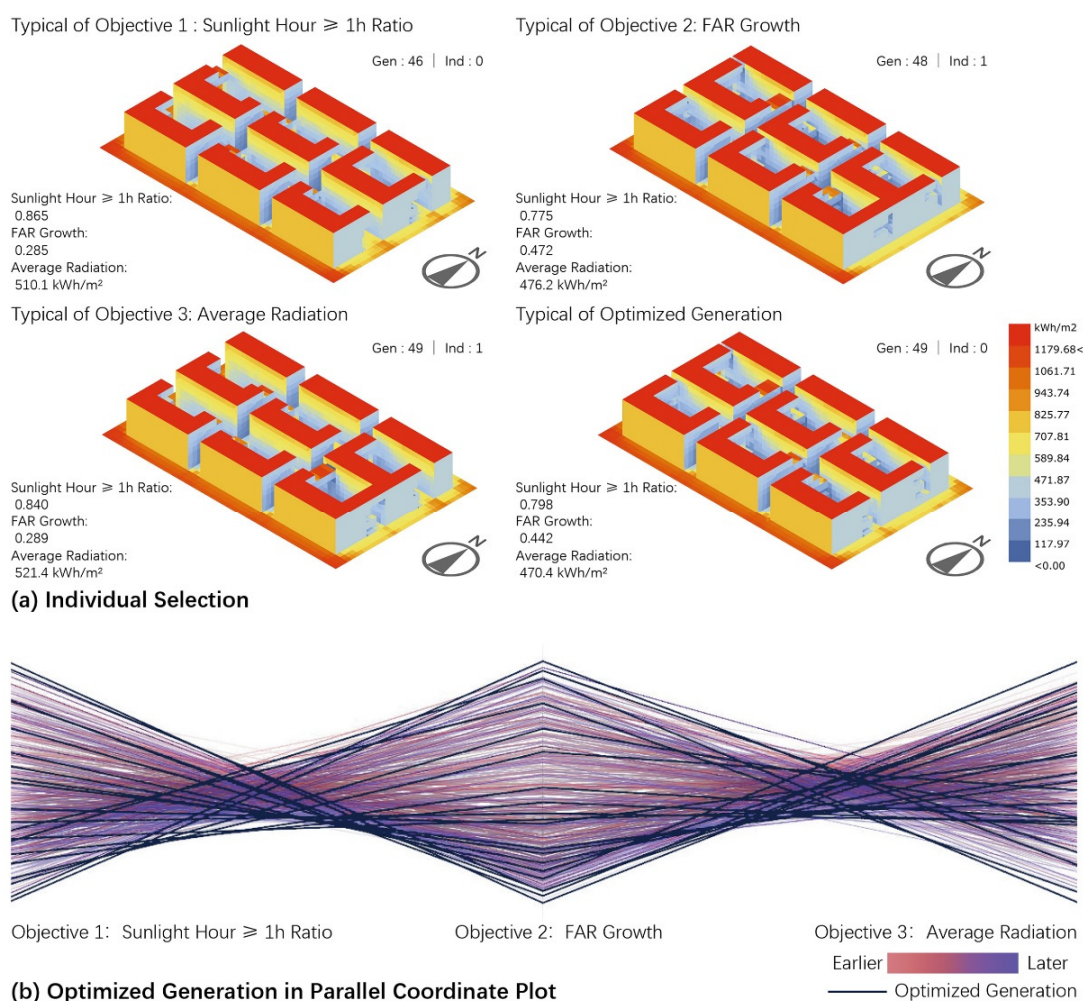 Typical of Objective 1 : Sunlight Hour ≥ 1h Ratio
Gen : 46 | Ind : 0
Sunlight Hour ≥ 1h Ratio:
0.865
FAR Growth:
0.285
Average Radiation:
510.1 kWh/m²
N
Typical of Objective 2: FAR Growth
Gen : 48 | Ind : 1
Sunlight Hour ≥ 1h Ratio:
0.775
FAR Growth:
0.472
Average Radiation:
476.2 kWh/m²
N
Typical of Objective 3: Average Radiation
Gen : 49 | Ind : 1
Sunlight Hour ≥ 1h Ratio:
0.840
FAR Growth:
0.289
Average Radiation:
521.4 kWh/m²
N
Typical of Optimized Generation
Gen : 49 | Ind : 0
Sunlight Hour ≥ 1h Ratio:
0.798
FAR Growth:
0.442
Average Radiation:
470.4 kWh/m²
N
kWh/m2
1179.68<
1061.71
943.74
825.77
707.81
589.84
471.87
353.90
235.94
117.97
<0.00
(a) Individual Selection
Objective 1: Sunlight Hour ≥ 1h Ratio
Objective 2: FAR Growth
Objective 3: Average Radiation
Earlier Later
Optimized Generation
(b) Optimized Generation in Parallel Coordinate Plot